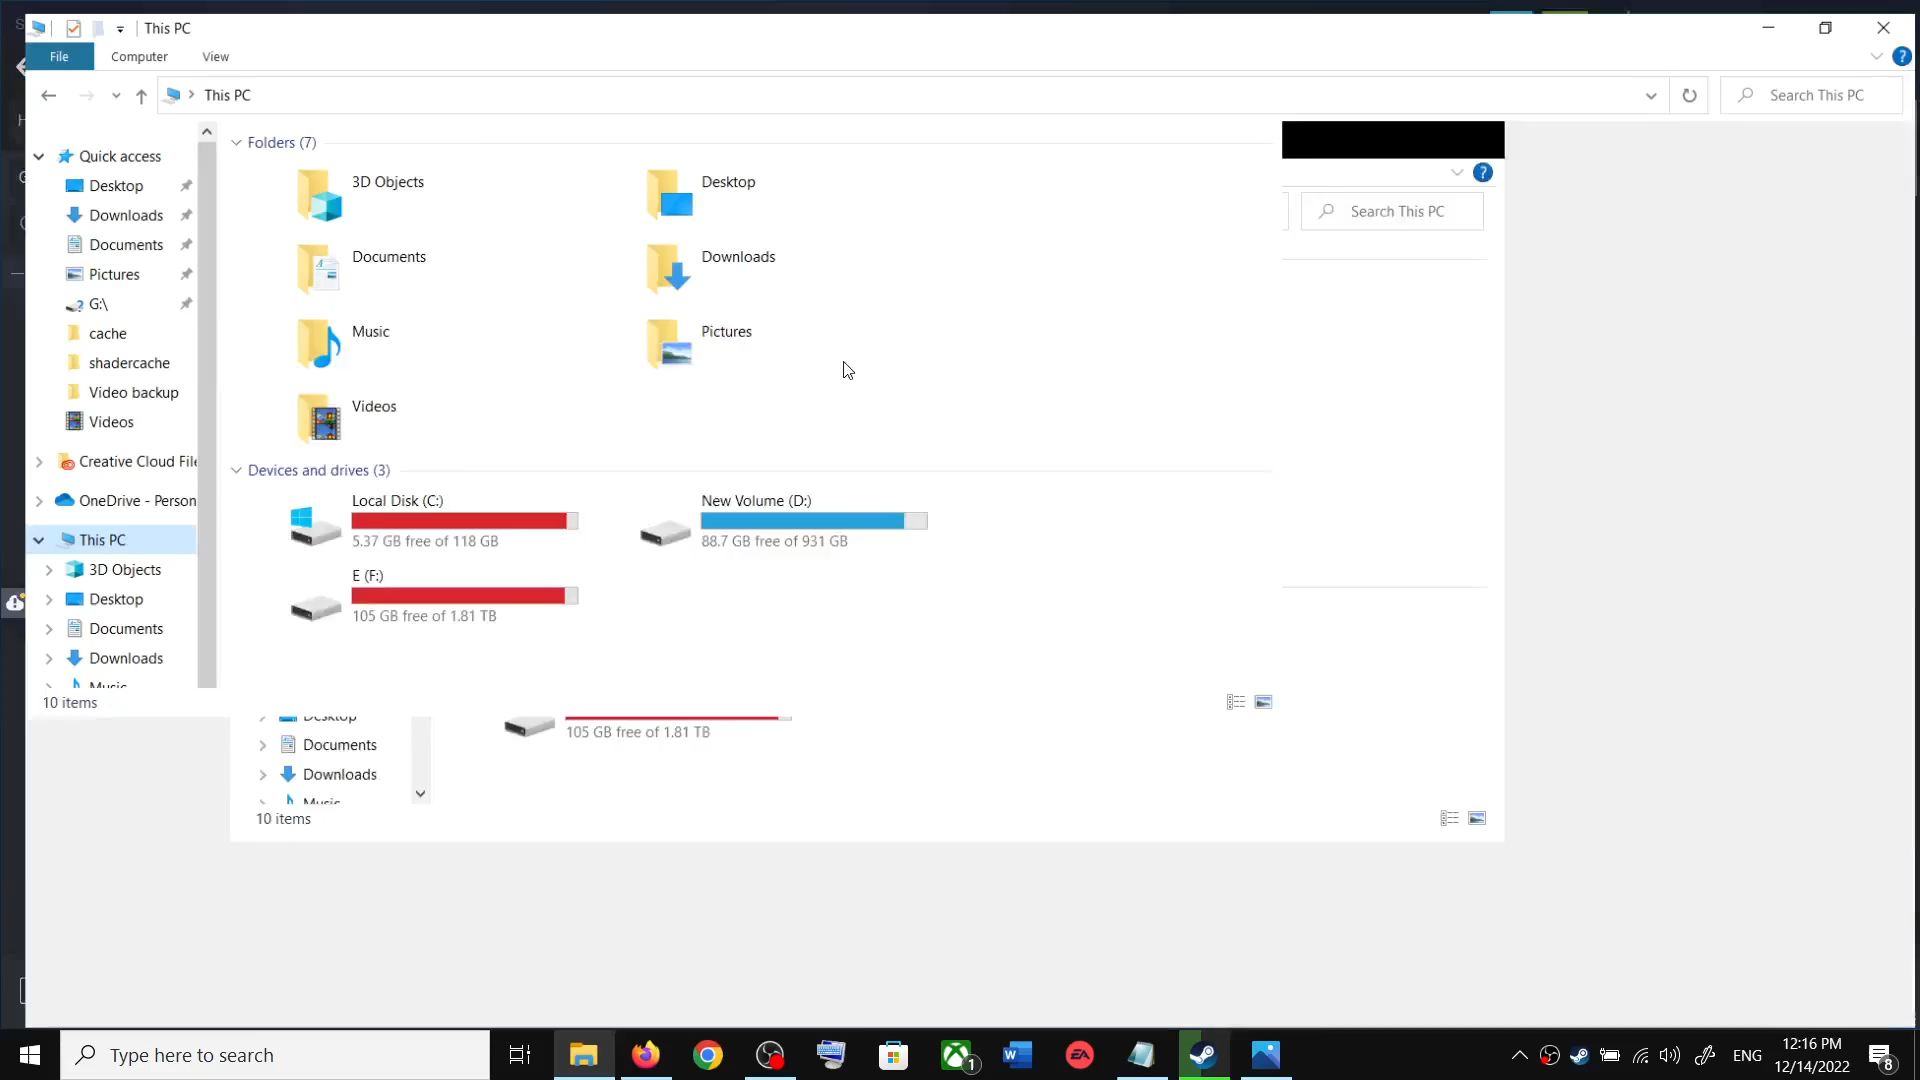 This PC
File
Computer
View
This PC
Search This PC
Quick access
Desktop
Downloads
Documents
Pictures
G:\
cache
shadercache
Video backup
Videos
Creative Cloud File
OneDrive - Person
This PC
3D Objects
Desktop
Documents
Downloads
Music
10 items
Folders (7)
3D Objects
Desktop
Documents
Downloads
Music
Pictures
Videos
Devices and drives (3)
Local Disk (C:)
5.37 GB free of 118 GB
New Volume (D:)
88.7 GB free of 931 GB
E (F:)
105 GB free of 1.81 TB
Search This PC
Desktop
Documents
Downloads
Music
105 GB free of 1.81 TB
10 items
Type here to search
1
ENG
12:16 PM
12/14/2022
8